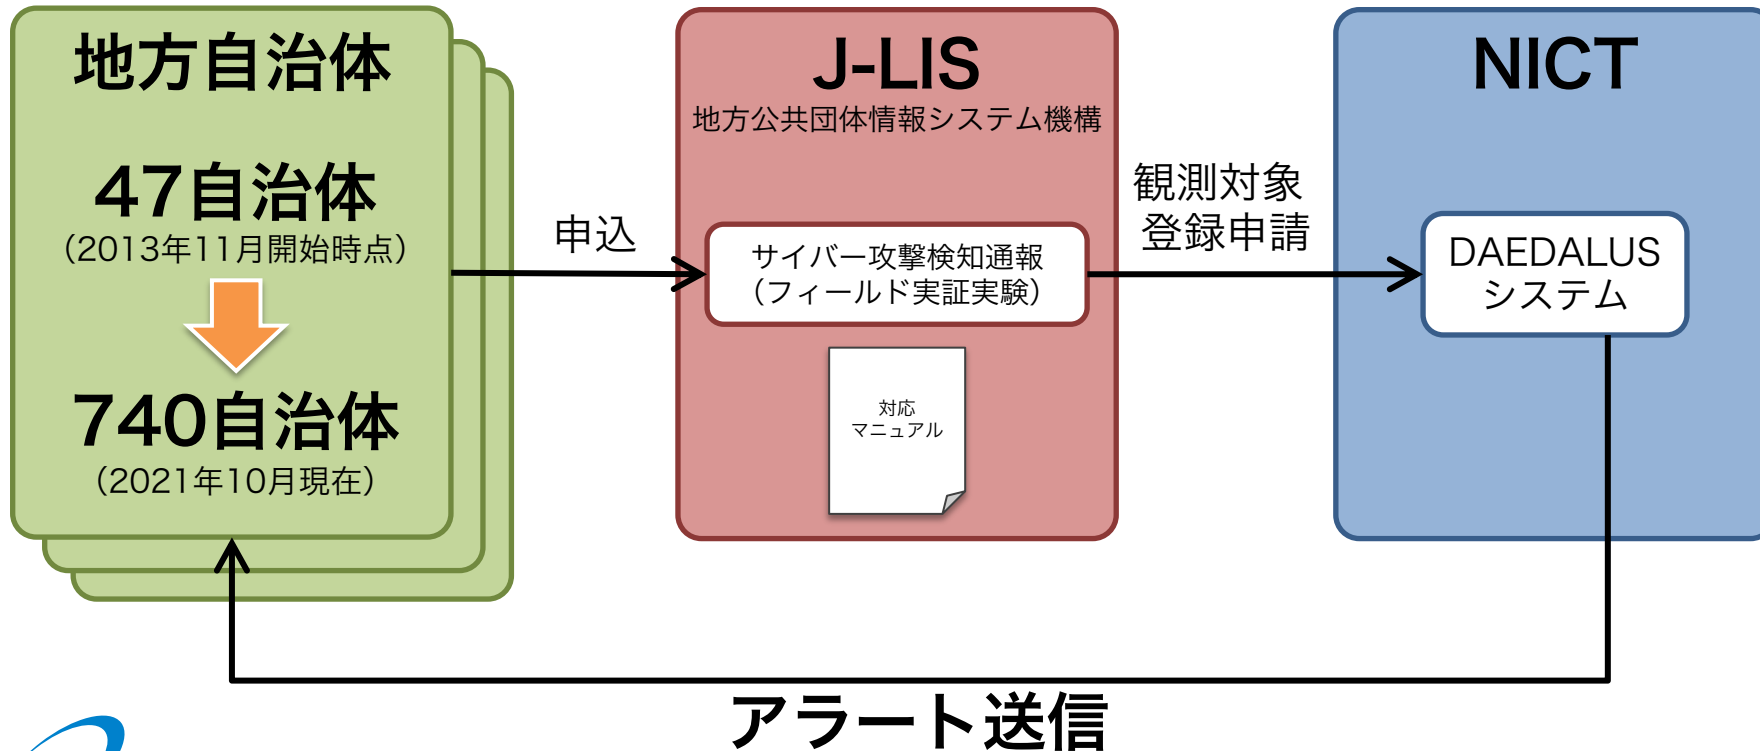 地方自治体
47自治体
（2013年11月開始時点）
740自治体
（2021年10月現在）
申込
J-LIS
地方公共団体情報システム機構
サイバー攻撃検知通報
（フィールド実証実験）
対応
マニュアル
観測対象
登録申請
NICT
DAEDALUS
システム
アラート送信